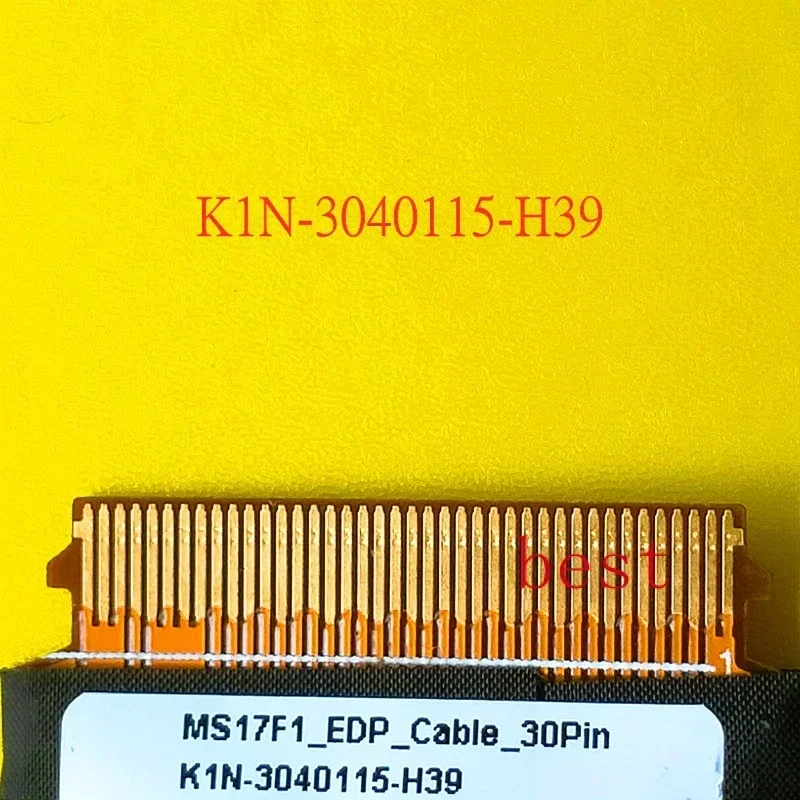 K1N-3040115-H39
best
1
MS17F1_EDP_Cable_30Pin
K1N-3040115-H39